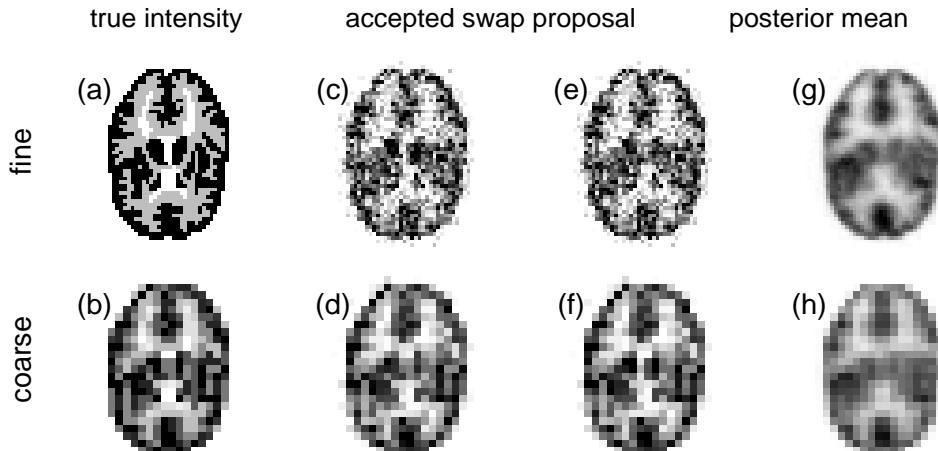 true intensity accepted swap proposal posterior mean
(a) (c) (e) (g)
fine
(b) (d) (f) (h)
coarse